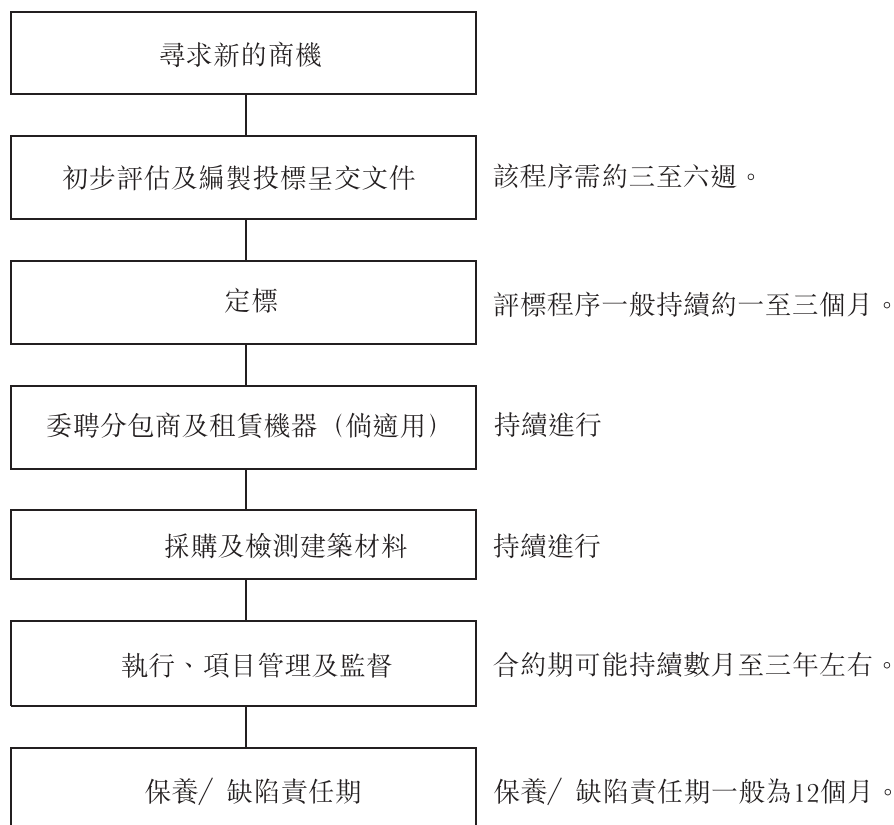 尋求新的商機
初步評估及編製投標呈交文件
該程序需約三至六週。
定標
評標程序一般持續約一至三個月。
委聘分包商及租賃機器（倘適用）
持續進行
採購及檢測建築材料
持續進行
執行、項目管理及監督
合約期可能持續數月至三年左右。
保養/ 缺陷責任期
保養/ 缺陷責任期一般為12個月。